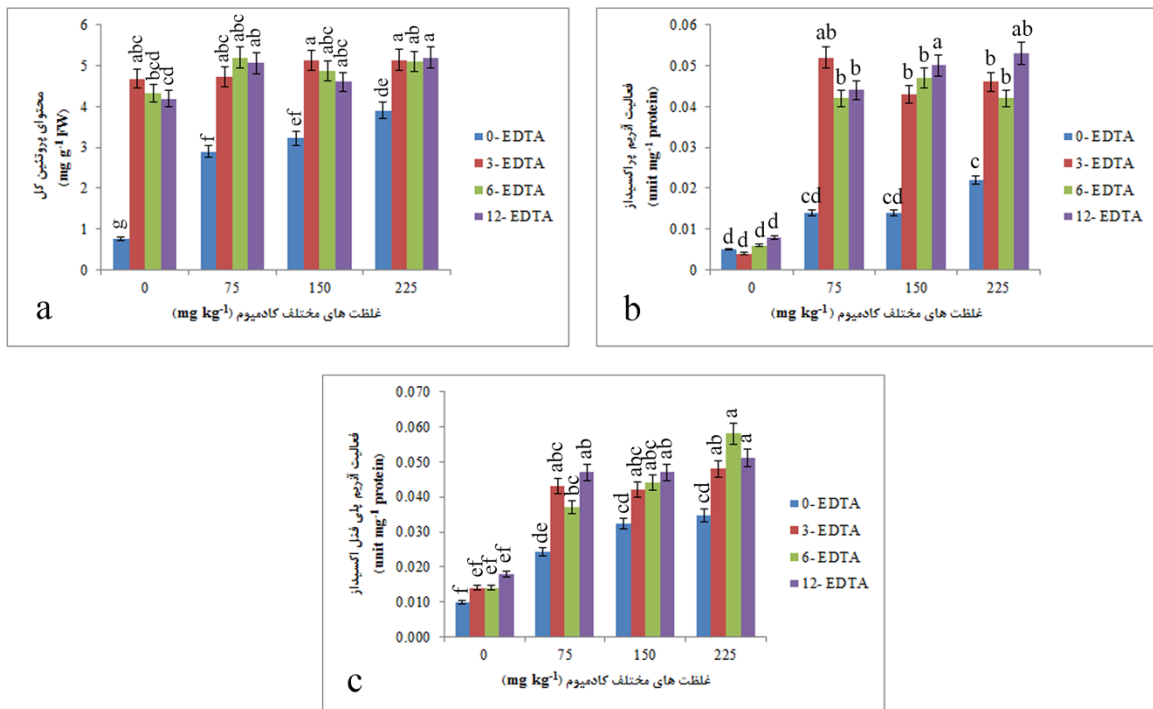 محتوای پروتئین کل
(mg g⁻¹ FW)
6
5
4
3
2
1
0
g
abc
bcd
cd
f
abc
abc
ab
ef
a
abc
abc
de
a
ab
a
0 75 150 225
غلظت های مختلف کادمیوم (mg kg⁻¹)
0- EDTA
3- EDTA
6- EDTA
12- EDTA
a
فعالیت آنزیم پراکسیداز
(unit mg⁻¹ protein)
0.06
0.05
0.04
0.03
0.02
0.01
0
d
d
d
d
cd
ab
b
b
cd
b
b
a
c
b
b
ab
0 75 150 225
غلظت های مختلف کادمیوم (mg kg⁻¹)
0- EDTA
3- EDTA
6- EDTA
12- EDTA
b
فعالیت آنزیم پلی فنل اکسیداز
(unit mg⁻¹ protein)
0.070
0.060
0.050
0.040
0.030
0.020
0.010
0.000
f
ef
ef
ef
de
abc
bc
ab
cd
abc
abc
ab
cd
ab
a
a
0 75 150 225
غلظت های مختلف کادمیوم (mg kg⁻¹)
0- EDTA
3- EDTA
6- EDTA
12- EDTA
c